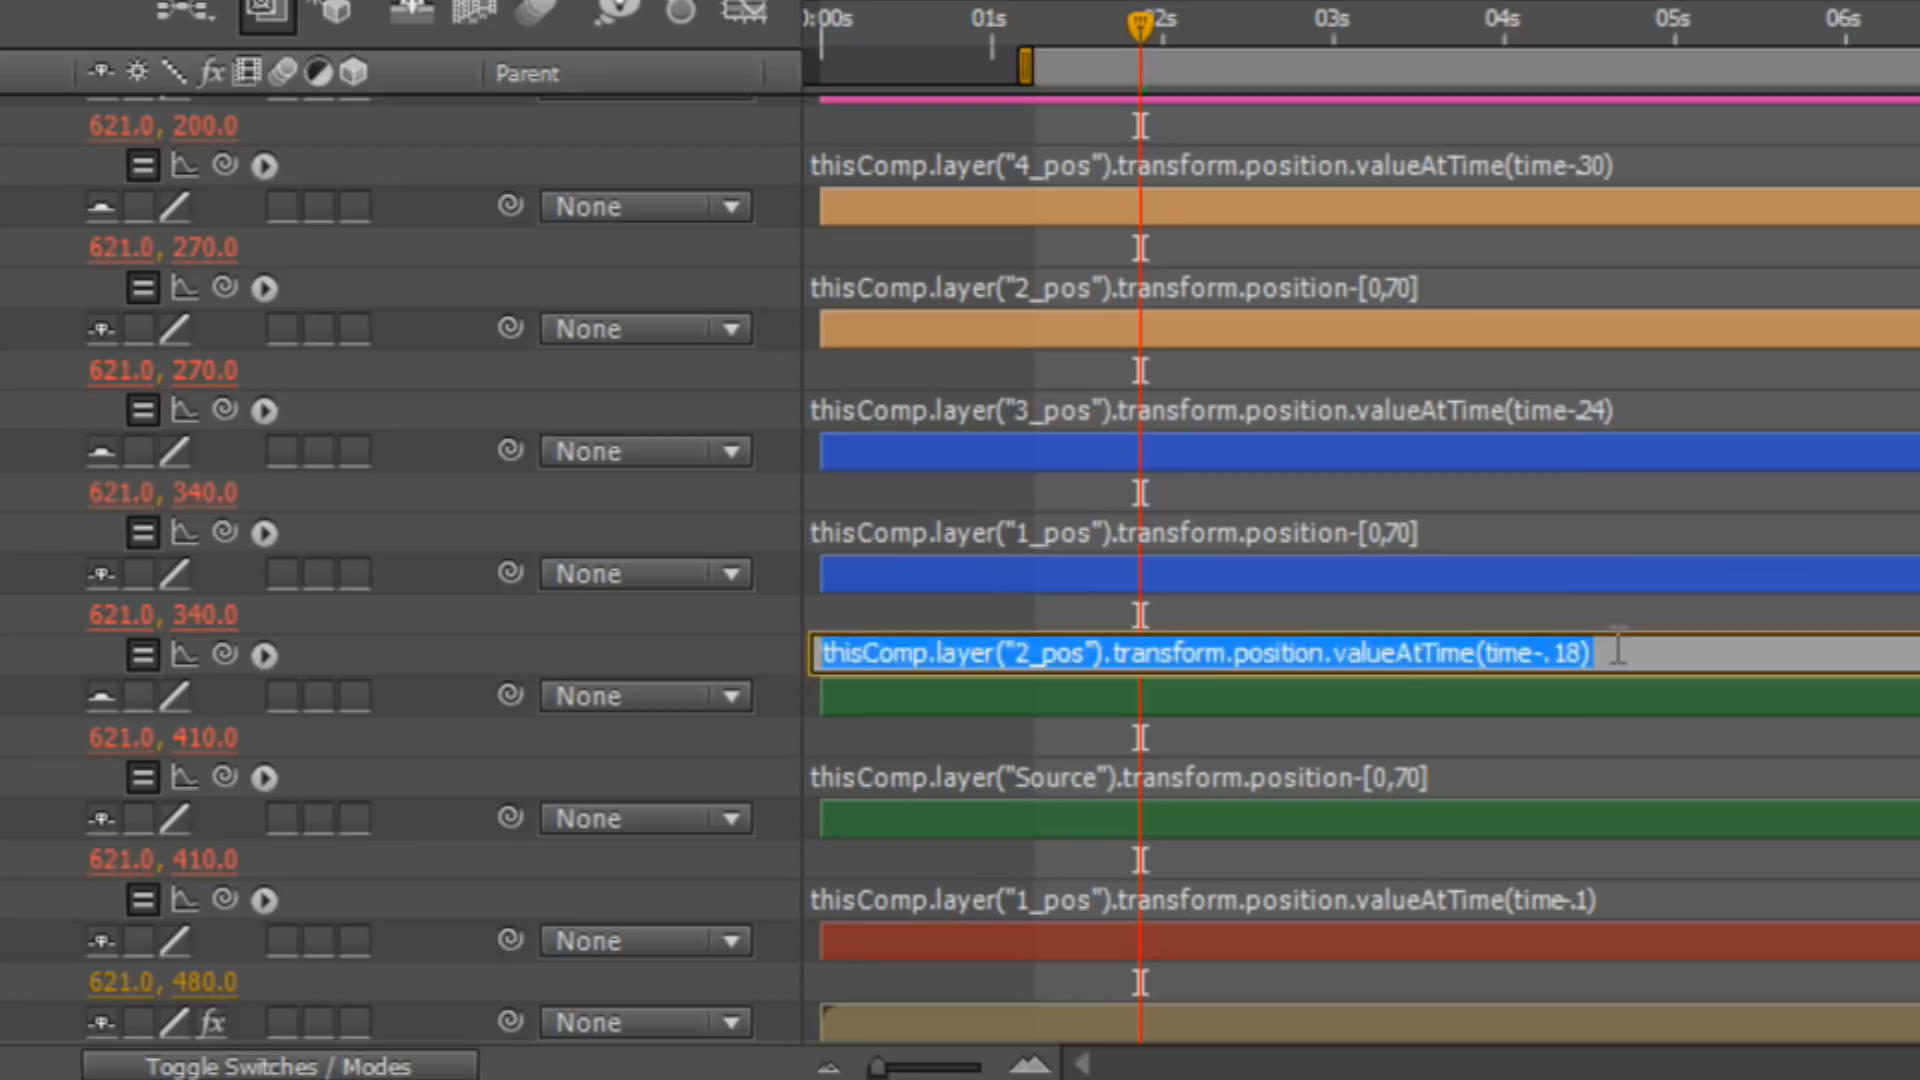 0:00s 01s 02s 03s 04s 05s 06s
fx Parent
621.0, 200.0
thisComp.layer("4_pos").transform.position.valueAtTime(time-.30)
None
621.0, 270.0
thisComp.layer("2_pos").transform.position-[0,70]
None
621.0, 270.0
thisComp.layer("3_pos").transform.position.valueAtTime(time-.24)
None
621.0, 340.0
thisComp.layer("1_pos").transform.position-[0,70]
None
621.0, 340.0
thisComp.layer("2_pos").transform.position.valueAtTime(time-.18)
None
621.0, 410.0
thisComp.layer("Source").transform.position-[0,70]
None
621.0, 410.0
thisComp.layer("1_pos").transform.position.valueAtTime(time-.1)
None
621.0, 480.0
fx None
Toggle Switches / Modes